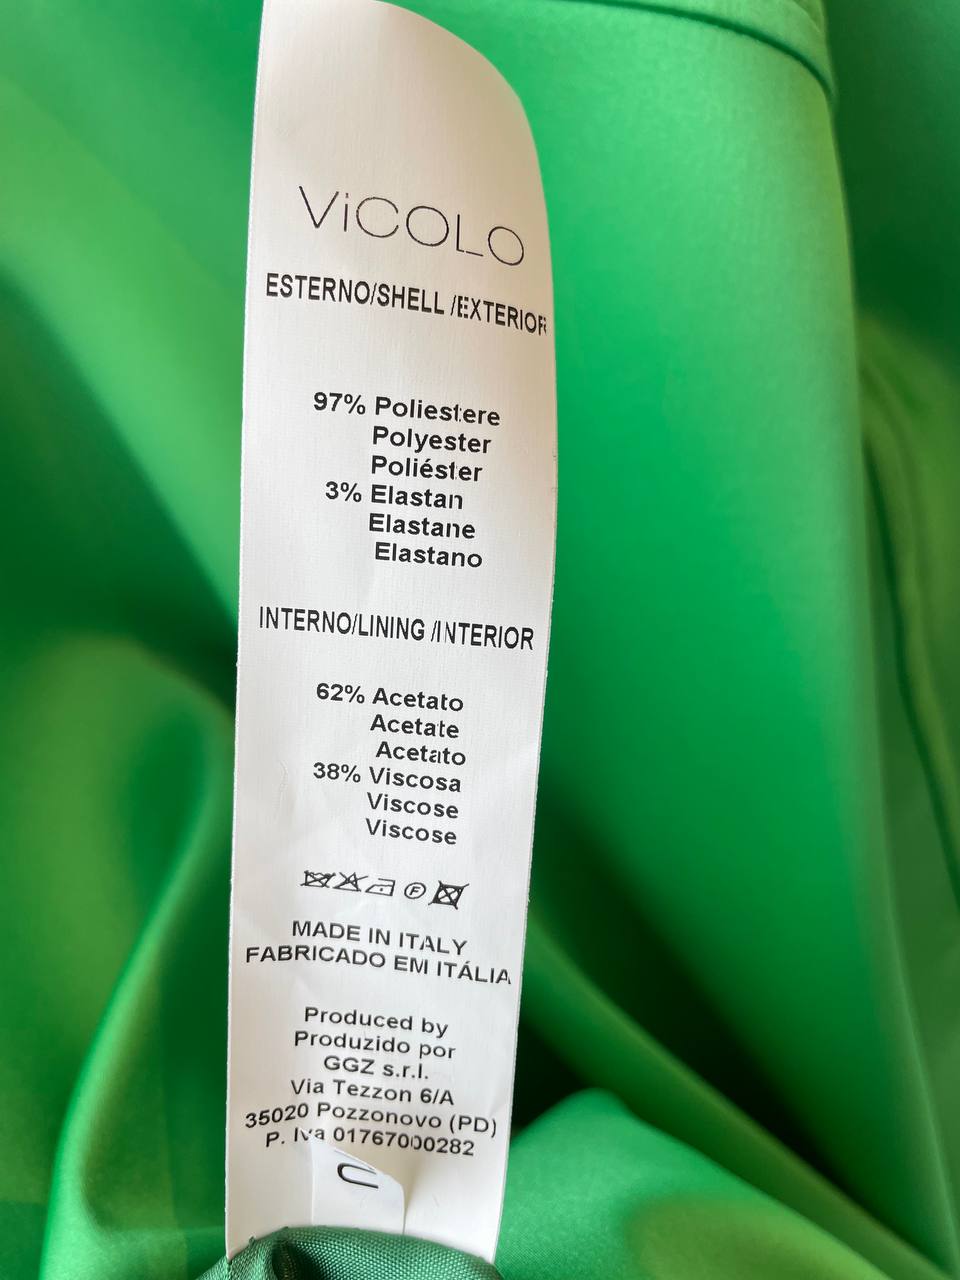 ViCOLO
ESTERNO/SHELL /EXTERIOR
97% Poliestere
Polyester
Poliéster
3% Elastan
Elastane
Elastano
INTERNO/LINING /INTERIOR
62% Acetato
Acetate
Acetato
38% Viscosa
Viscose
Viscose
F
MADE IN ITALY
FABRICADO EM ITÁLIA
Produced by
Produzido por
GGZ s.r.l.
Via Tezzon 6/A
35020 Pozzonovo (PD)
P. Iva 01767000282